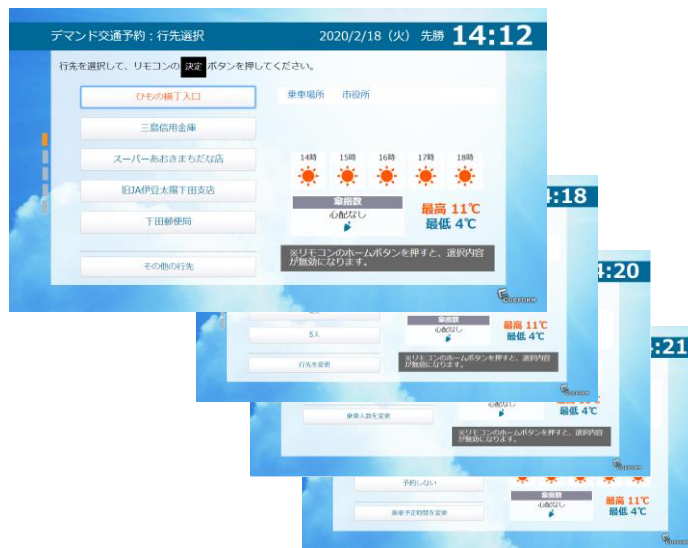 デマンド交通予約：行先選択
2020/2/18（火） 先勝 14:12
行先を選択して、リモコンの 決定 ボタンを押してください。
ひもの横丁入口
乗車場所 市役所
三島信用金庫
スーパーあおきまちだな店
14時 15時 16時 17時 18時
旧JA伊豆太陽下田支店
傘指数
心配なし
最高 11℃
最低 4℃
下田郵便局
※リモコンのホームボタンを押すと、選択内容
が無効になります。
その他の行先
:18
5人
傘指数
心配なし
最高 11℃
最低 4℃
行先を変更
※リモコンのホームボタンを押すと、選択内容
が無効になります。
:20
乗車人数を変更
心配なし
最低 4℃
※リモコンのホームボタンを押すと、選択内容
が無効になります。
:21
予約しない
傘指数
心配なし
最高 11℃
最低 4℃
乗車予定時間を変更